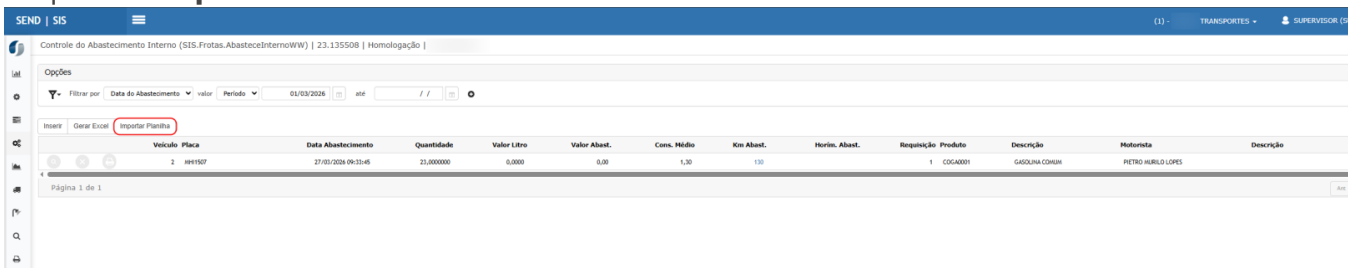 SEND | SIS (1) - TRANSPORTES SUPERVISOR (S
Controle do Abastecimento Interno (SIS.Frotas.AbasteceInternoWW) | 23.135508 | Homologação |
Opções
Filtrar por Data do Abastecimento valor Período 01/03/2026 até / /
Inserir Gerar Excel Importar Planilha
Veículo Placa Data Abastecimento Quantidade Valor Litro Valor Abast. Cons. Médio Km Abast. Horim. Abast. Requisição Produto Descrição Motorista Descrição
2 27/03/2026 09:33:45 23,0000000 0,0000 0,00 1,30 130 1 COGA0001 GASOLINA COMUM PIETRO MURILO LOPES
Página 1 de 1 Ant